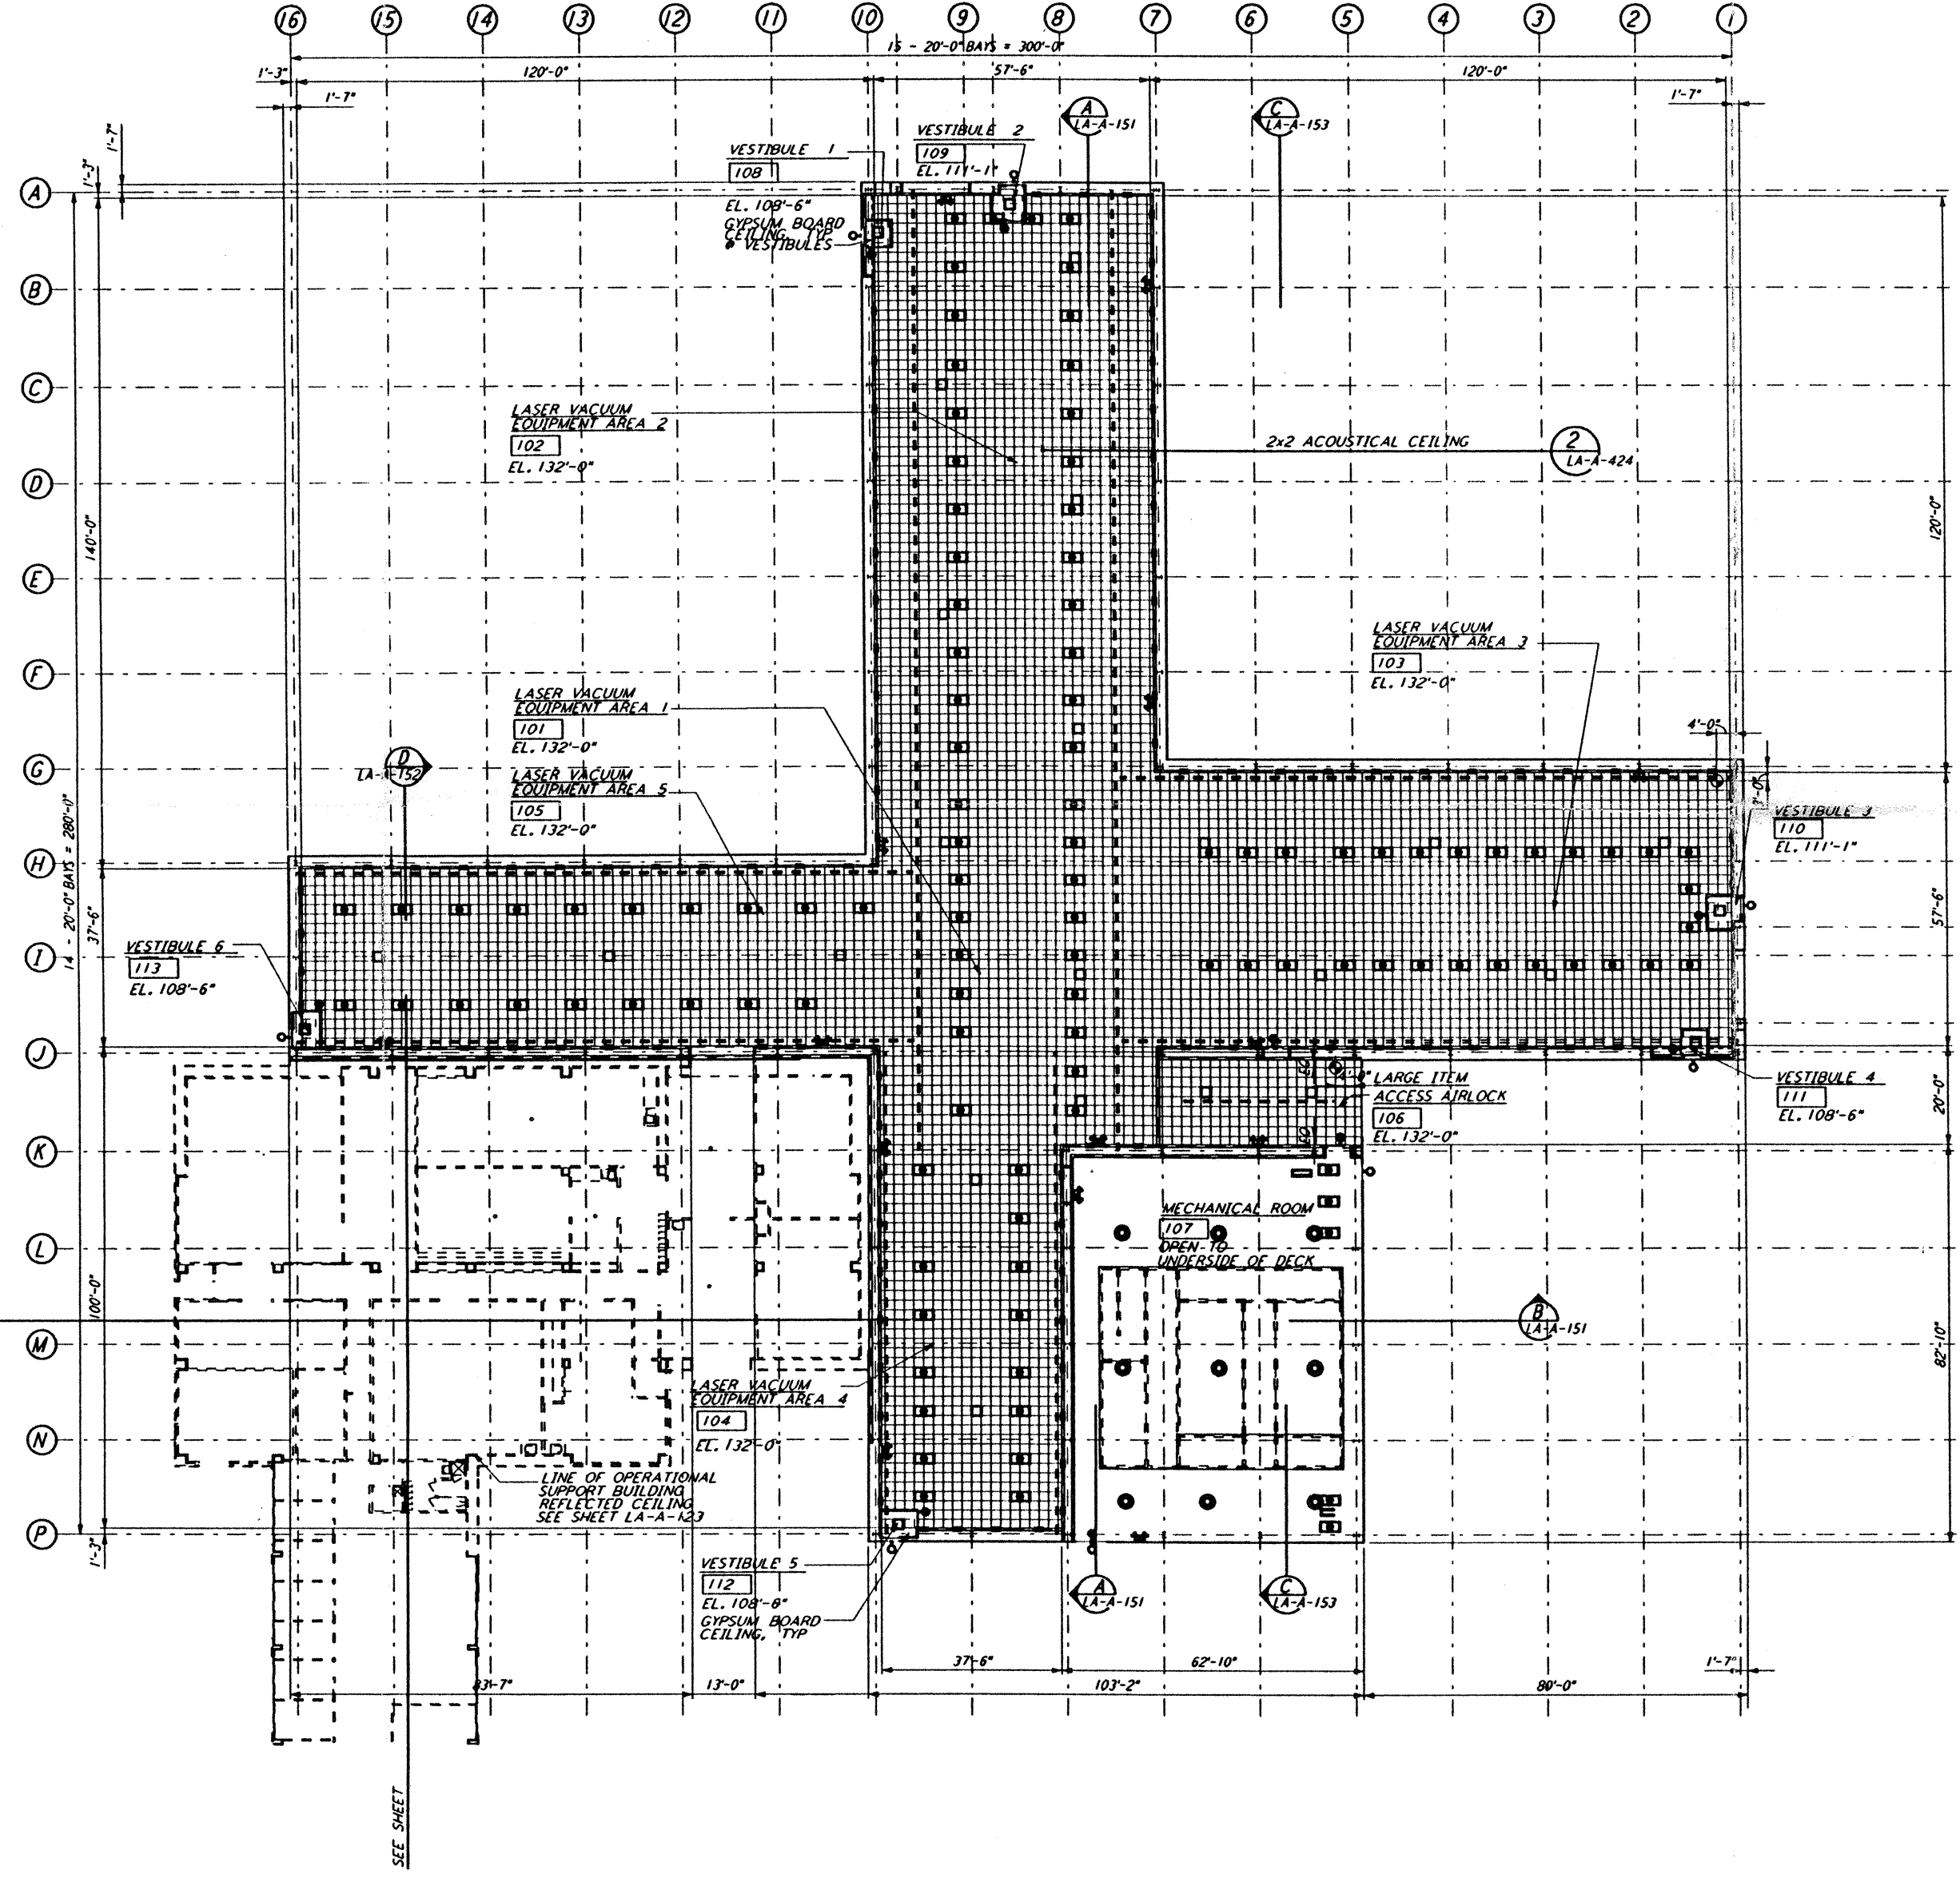 16 15 14 13 12 11 10 9 8 7 6 5 4 3 2 1
15 - 20'-0" BAYS = 300'-0"
1'-3" 120'-0" 57'-6" 120'-0"
1'-7" 1'-7"
A
LA-A-151
C
LA-A-153
1'-7"
1'-3"
VESTIBULE 1
108
EL. 108'-6"
GYPSUM BOARD
CEILING, TYP
@ VESTIBULES
VESTIBULE 2
109
EL. 111'-1"
A
B
C
D
E
F
G
H
I
J
K
L
M
N
P
LASER VACUUM
EQUIPMENT AREA 2
102
EL. 132'-0"
2x2 ACOUSTICAL CEILING
2
LA-A-424
140'-0"
120'-0"
LASER VACUUM
EQUIPMENT AREA 3
103
EL. 132'-0"
LASER VACUUM
EQUIPMENT AREA 1
101
EL. 132'-0"
4'-0"
3'-0"
D
LASER VACUUM
EQUIPMENT AREA 5
105
EL. 132'-0"
VESTIBULE 3
110
EL. 111'-1"
14 - 20'-0" BAYS = 280'-0"
37'-6"
57'-6"
VESTIBULE 6
113
EL. 108'-6"
LARGE ITEM
ACCESS AIRLOCK
106
EL. 132'-0"
EQ
EQ
VESTIBULE 4
111
EL. 108'-6"
20'-0"
MECHANICAL ROOM
107
OPEN TO
UNDERSIDE OF DECK
100'-0"
B
LA-A-151
82'-10"
LASER VACUUM
EQUIPMENT AREA 4
104
EL. 132'-0"
LINE OF OPERATIONAL
SUPPORT BUILDING
REFLECTED CEILING
SEE SHEET LA-A-123
1'-3"
VESTIBULE 5
112
EL. 108'-6"
GYPSUM BOARD
CEILING, TYP
A
LA-A-151
C
LA-A-153
37'-6" 62'-10" 1'-7"
83'-7" 13'-0" 103'-2" 80'-0"
SEE SHEET